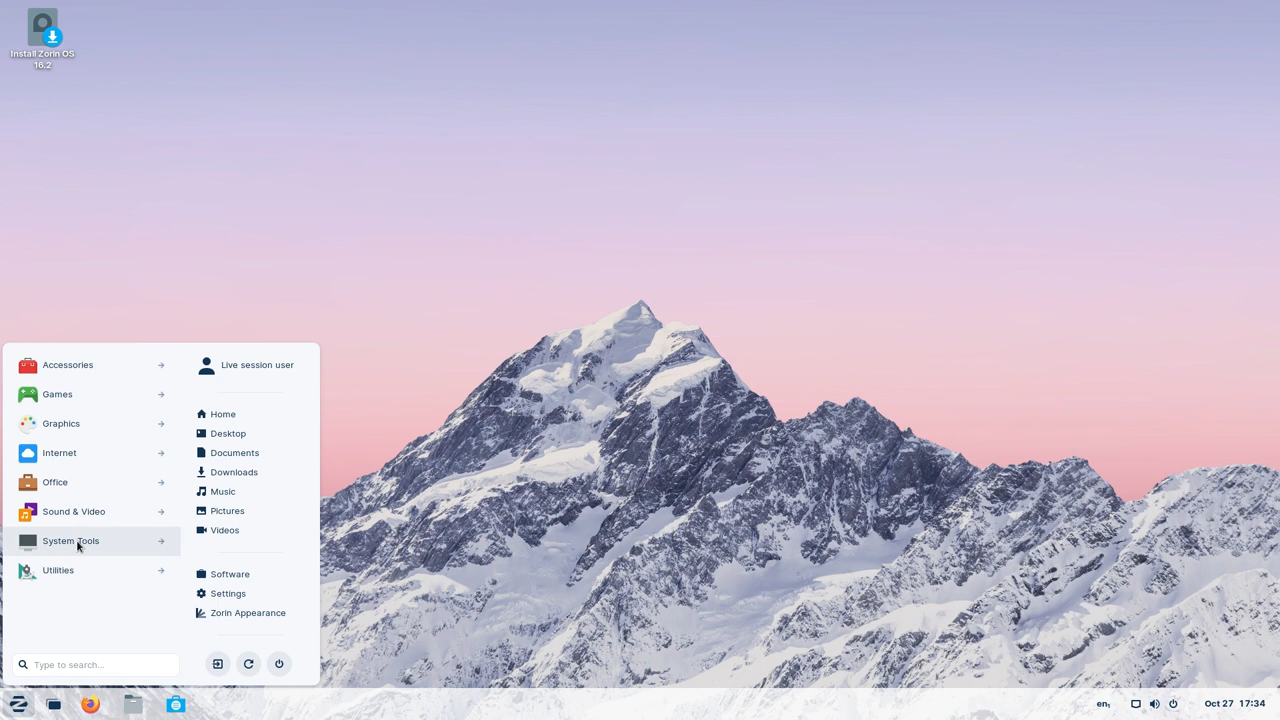 Install Zorin OS
16.2
Accessories
Games
Graphics
Internet
Office
Sound & Video
System Tools
Utilities
Type to search...
Live session user
Home
Desktop
Documents
Downloads
Music
Pictures
Videos
Software
Settings
Zorin Appearance
en₁
Oct 27 17:34